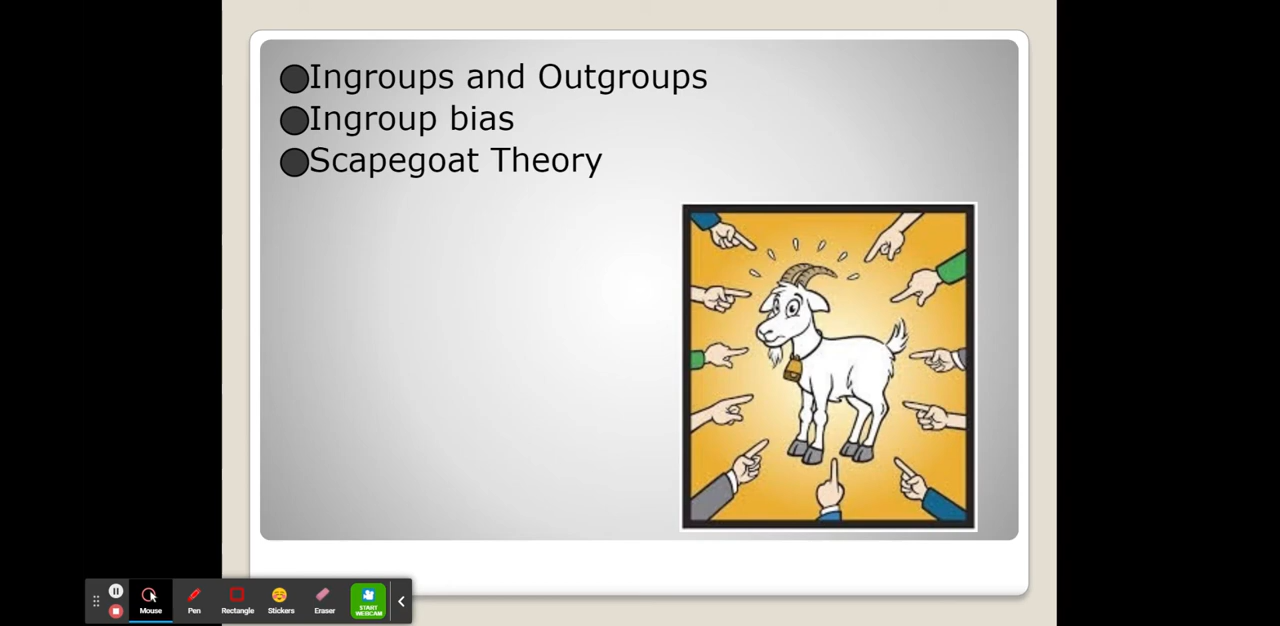 Ingroups and Outgroups
Ingroup bias
Scapegoat Theory
Mouse
Pen
Rectangle
Stickers
Eraser
START
WEBCAM